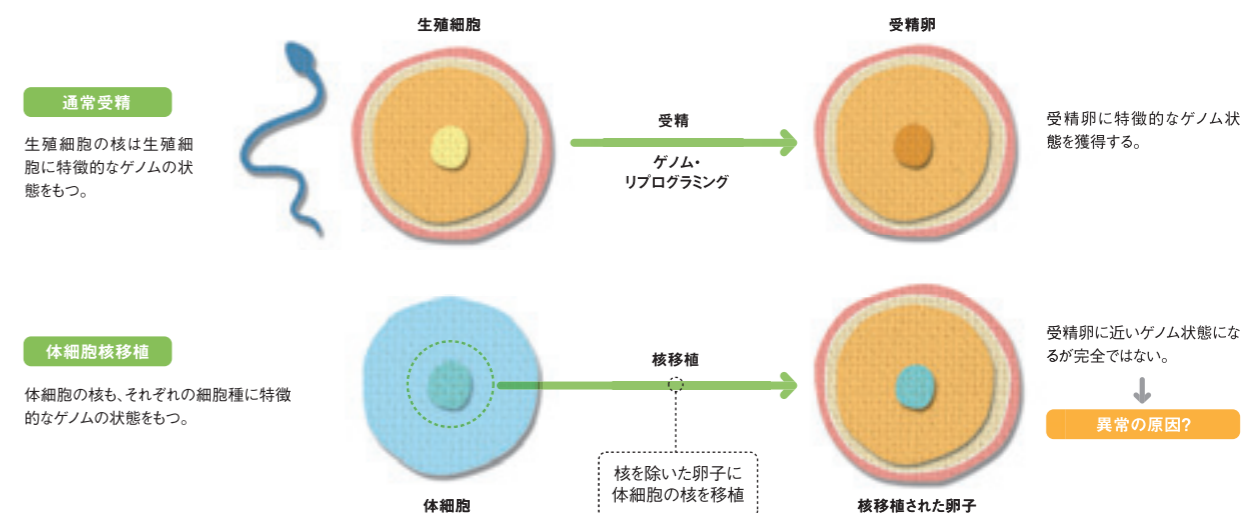 生殖細胞
受精卵
通常受精
生殖細胞の核は生殖細
胞に特徴的なゲノムの状
態をもつ。
受精
ゲノム・
リプログラミング
受精卵に特徴的なゲノム状
態を獲得する。
体細胞核移植
体細胞の核も、それぞれの細胞種に特徴
的なゲノムの状態をもつ。
核移植
核を除いた卵子に
体細胞の核を移植
受精卵に近いゲノム状態にな
るが完全ではない。
異常の原因?
体細胞
核移植された卵子